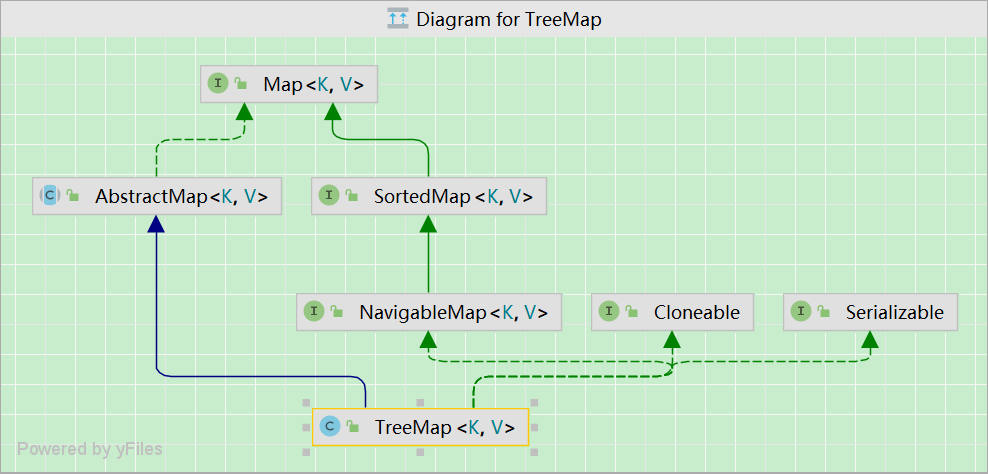 Diagram for TreeMap
I Map<K, V>
C AbstractMap<K, V>
I SortedMap<K, V>
I NavigableMap<K, V>
I Cloneable
I Serializable
C TreeMap<K, V>
Powered by yFiles